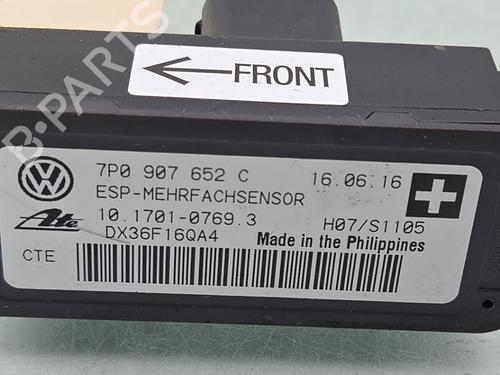 B-PARTS
FRONT
7P0 907 652 C 16.06.16
ESP-MEHRFACHSENSOR
Ate 10.1701-0769.3 H07/S1105
DX36F16QA4 Made in the Philippines
CTE